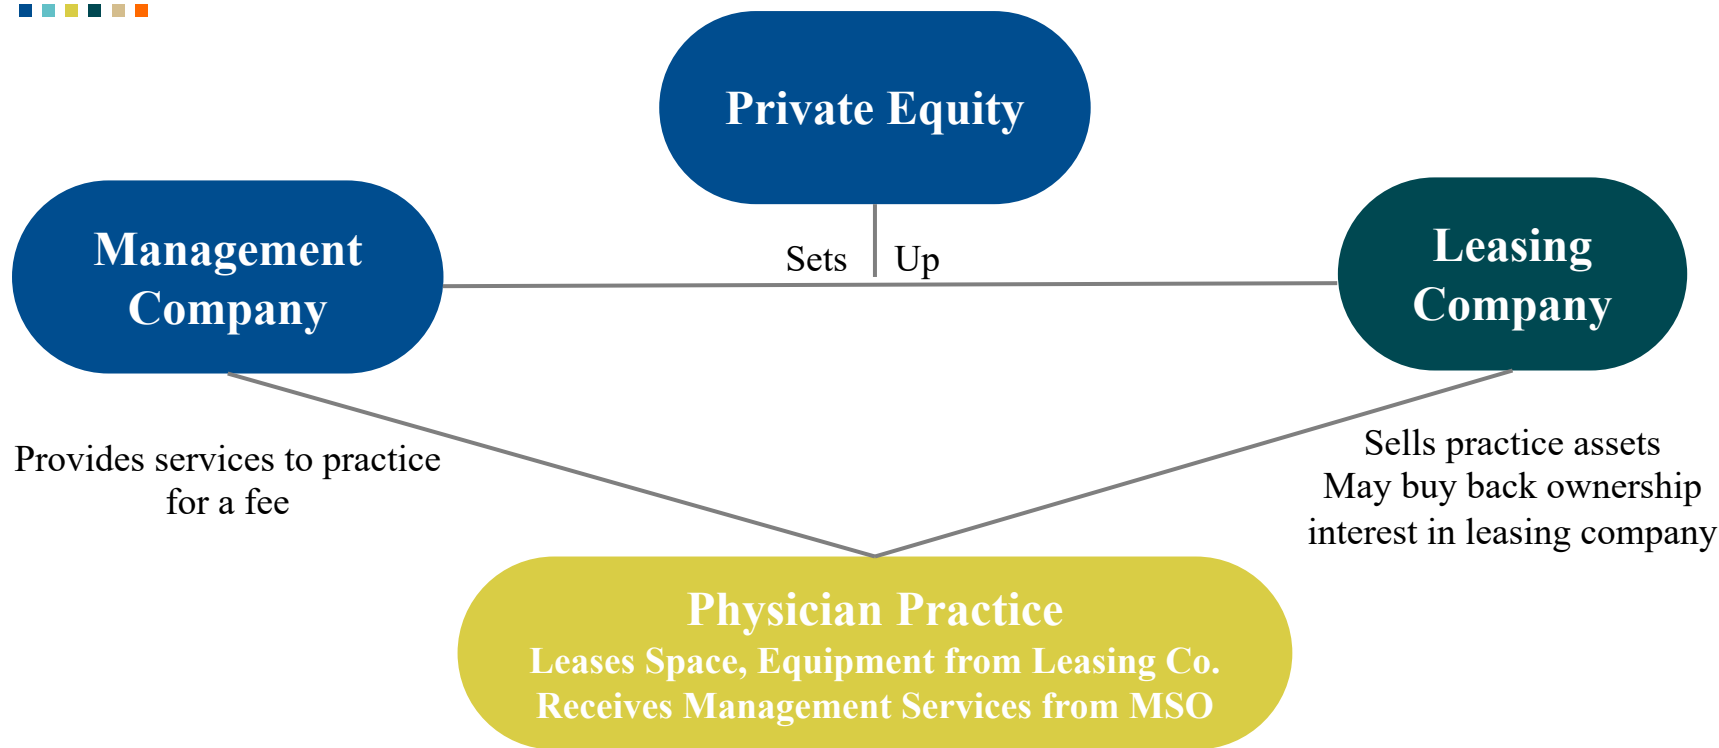 Private Equity
Management
Company
Sets Up
Leasing
Company
Provides services to practice
for a fee
Sells practice assets
May buy back ownership
interest in leasing company
Physician Practice
Leases Space, Equipment from Leasing Co.
Receives Management Services from MSO